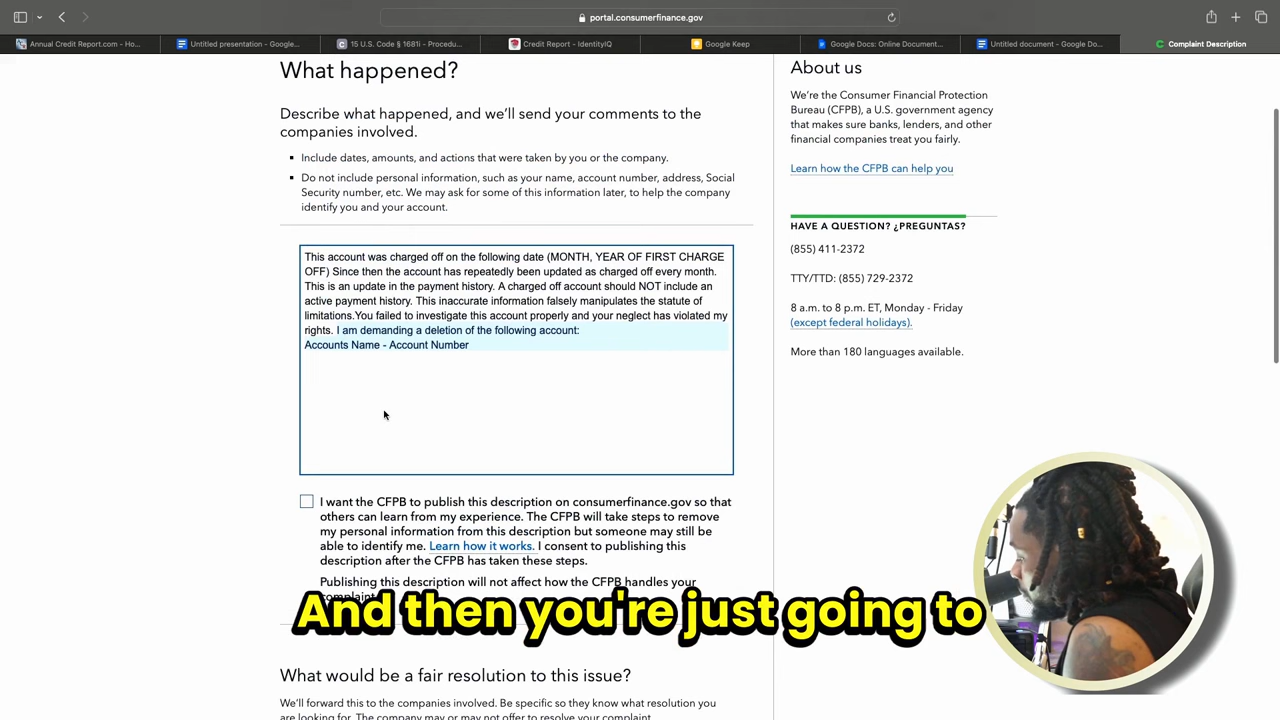 portal.consumerfinance.gov
Annual Credit Report.com - Ho...
Untitled presentation - Google...
15 U.S. Code § 1681i - Procedu...
Credit Report - IdentityIQ
Google Keep
Google Docs: Online Document...
Untitled document - Google Do...
Complaint Description
What happened?
Describe what happened, and we'll send your comments to the
companies involved.
Include dates, amounts, and actions that were taken by you or the company.
Do not include personal information, such as your name, account number, address, Social
Security number, etc. We may ask for some of this information later, to help the company
identify you and your account.
This account was charged off on the following date (MONTH, YEAR OF FIRST CHARGE
OFF) Since then the account has repeatedly been updated as charged off every month.
This is an update in the payment history. A charged off account should NOT include an
active payment history. This inaccurate information falsely manipulates the statute of
limitations.You failed to investigate this account properly and your neglect has violated my
rights. I am demanding a deletion of the following account:
Accounts Name - Account Number
I want the CFPB to publish this description on consumerfinance.gov so that
others can learn from my experience. The CFPB will take steps to remove
my personal information from this description but someone may still be
able to identify me. Learn how it works. I consent to publishing this
description after the CFPB has taken these steps.
Publishing this description will not affect how the CFPB handles your
And then you're just going to
What would be a fair resolution to this issue?
We'll forward this to the companies involved. Be specific so they know what resolution you
are looking for. The company may or may not offer to resolve your complaint.
About us
We're the Consumer Financial Protection
Bureau (CFPB), a U.S. government agency
that makes sure banks, lenders, and other
financial companies treat you fairly.
Learn how the CFPB can help you
HAVE A QUESTION? ¿PREGUNTAS?
(855) 411-2372
TTY/TTD: (855) 729-2372
8 a.m. to 8 p.m. ET, Monday - Friday
(except federal holidays).
More than 180 languages available.